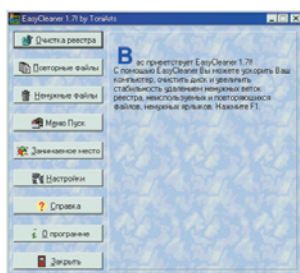 EasyCleaner 1.7f by ToniArts
Очистка реестра
Повторные файлы
Ненужные файлы
Меню Пуск
Занимаемое место
Настройки
Справка
О программе
Закрыть
Вас приветствует EasyCleaner 1.7f!
С помошью EasyCleaner Вы можете ускорить Ваш
компьютер, очистить диск и увеличить
стабильность удалением ненужных веток
реестра, неиспользуемых и повторяющихся
файлов, ненужных ярлыков. Нажмите F1.